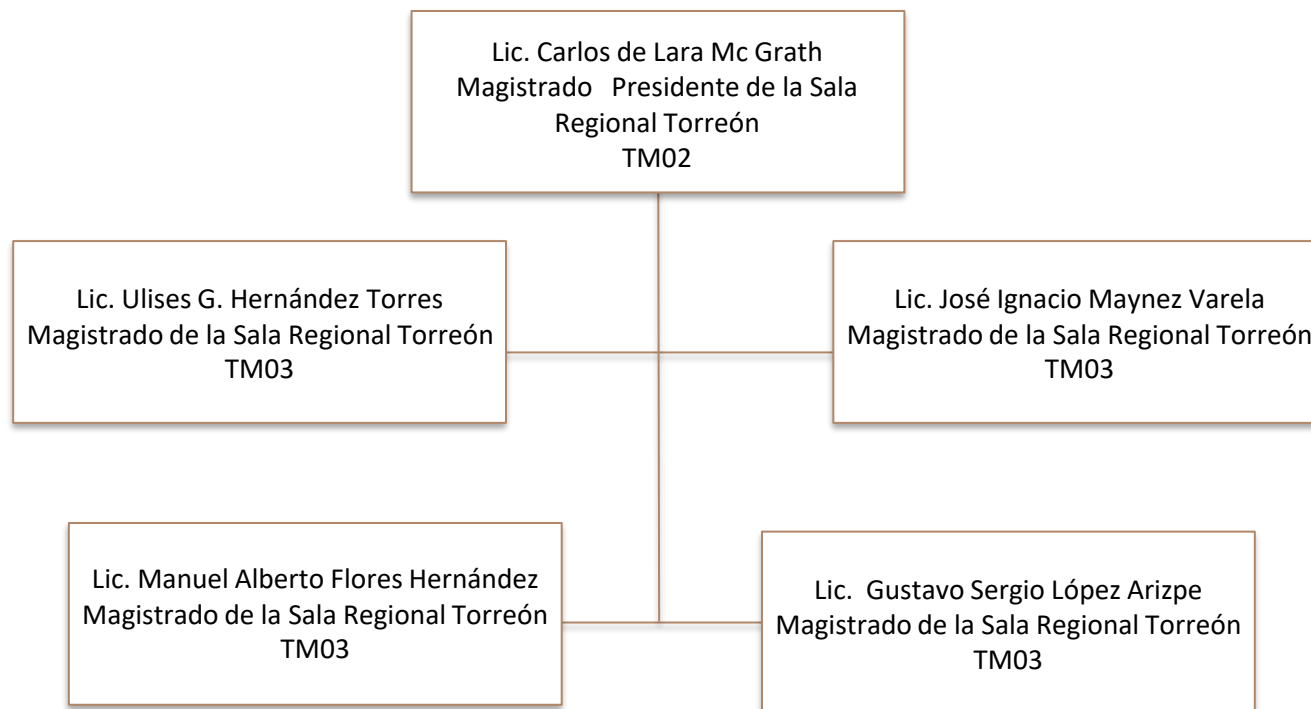 Lic. Carlos de Lara Mc Grath
Magistrado   Presidente de la Sala
Regional Torreón
TM02
Lic. Ulises G. Hernández Torres
Magistrado de la Sala Regional Torreón
TM03
Lic. José Ignacio Maynez Varela
Magistrado de la Sala Regional Torreón
TM03
Lic. Manuel Alberto Flores Hernández
Magistrado de la Sala Regional Torreón
TM03
Lic.  Gustavo Sergio López Arizpe
Magistrado de la Sala Regional Torreón
TM03